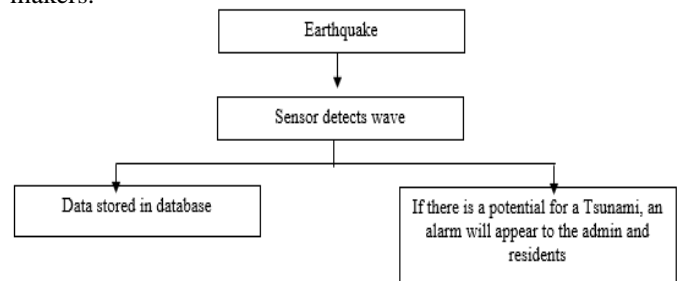 makers.
Earthquake
Sensor detects wave
Data stored in database
If there is a potential for a Tsunami, an
alarm will appear to the admin and
residents